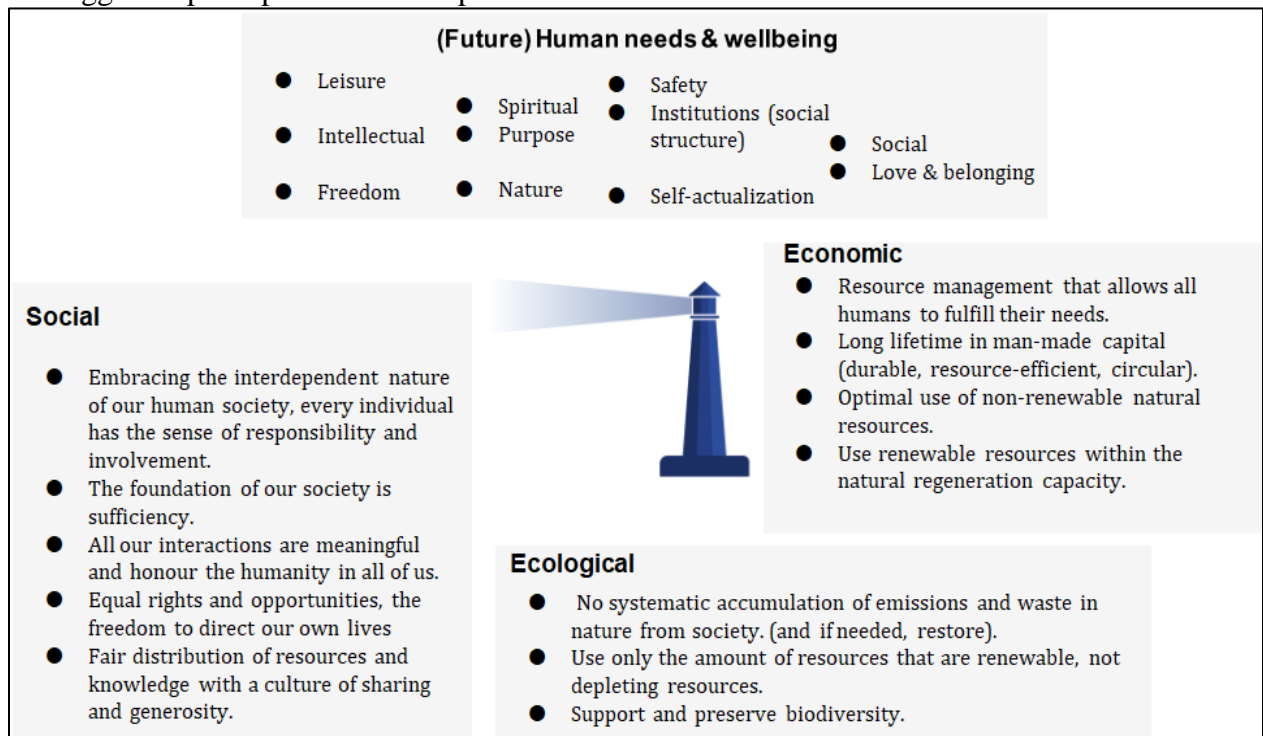 (Future) Human needs & wellbeing
● Leisure
● Intellectual
● Freedom
● Spiritual
● Purpose
● Nature
● Safety
● Institutions (social
structure)
● Self-actualization
● Social
● Love & belonging
Social
● Embracing the interdependent nature
of our human society, every individual
has the sense of responsibility and
involvement.
● The foundation of our society is
sufficiency.
● All our interactions are meaningful
and honour the humanity in all of us.
● Equal rights and opportunities, the
freedom to direct our own lives
● Fair distribution of resources and
knowledge with a culture of sharing
and generosity.
Economic
● Resource management that allows all
humans to fulfill their needs.
● Long lifetime in man-made capital
(durable, resource-efficient, circular).
● Optimal use of non-renewable natural
resources.
● Use renewable resources within the
natural regeneration capacity.
Ecological
● No systematic accumulation of emissions and waste in
nature from society. (and if needed, restore).
● Use only the amount of resources that are renewable, not
depleting resources.
● Support and preserve biodiversity.